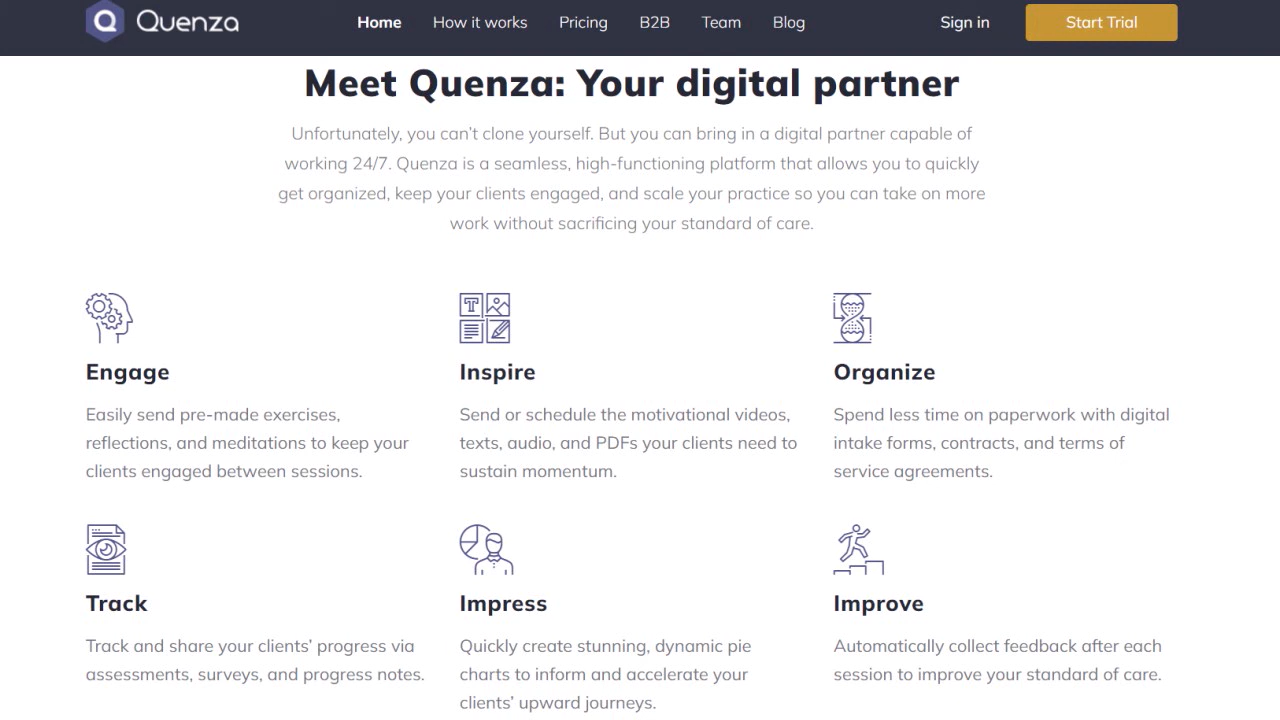 Quenza
Home How it works Pricing B2B Team Blog Sign in Start Trial
Meet Quenza: Your digital partner
Unfortunately, you can't clone yourself. But you can bring in a digital partner capable of
working 24/7. Quenza is a seamless, high-functioning platform that allows you to quickly
get organized, keep your clients engaged, and scale your practice so you can take on more
work without sacrificing your standard of care.
Engage
Easily send pre-made exercises,
reflections, and meditations to keep your
clients engaged between sessions.
Inspire
Send or schedule the motivational videos,
texts, audio, and PDFs your clients need to
sustain momentum.
Organize
Spend less time on paperwork with digital
intake forms, contracts, and terms of
service agreements.
Track
Track and share your clients' progress via
assessments, surveys, and progress notes.
Impress
Quickly create stunning, dynamic pie
charts to inform and accelerate your
clients' upward journeys.
Improve
Automatically collect feedback after each
session to improve your standard of care.